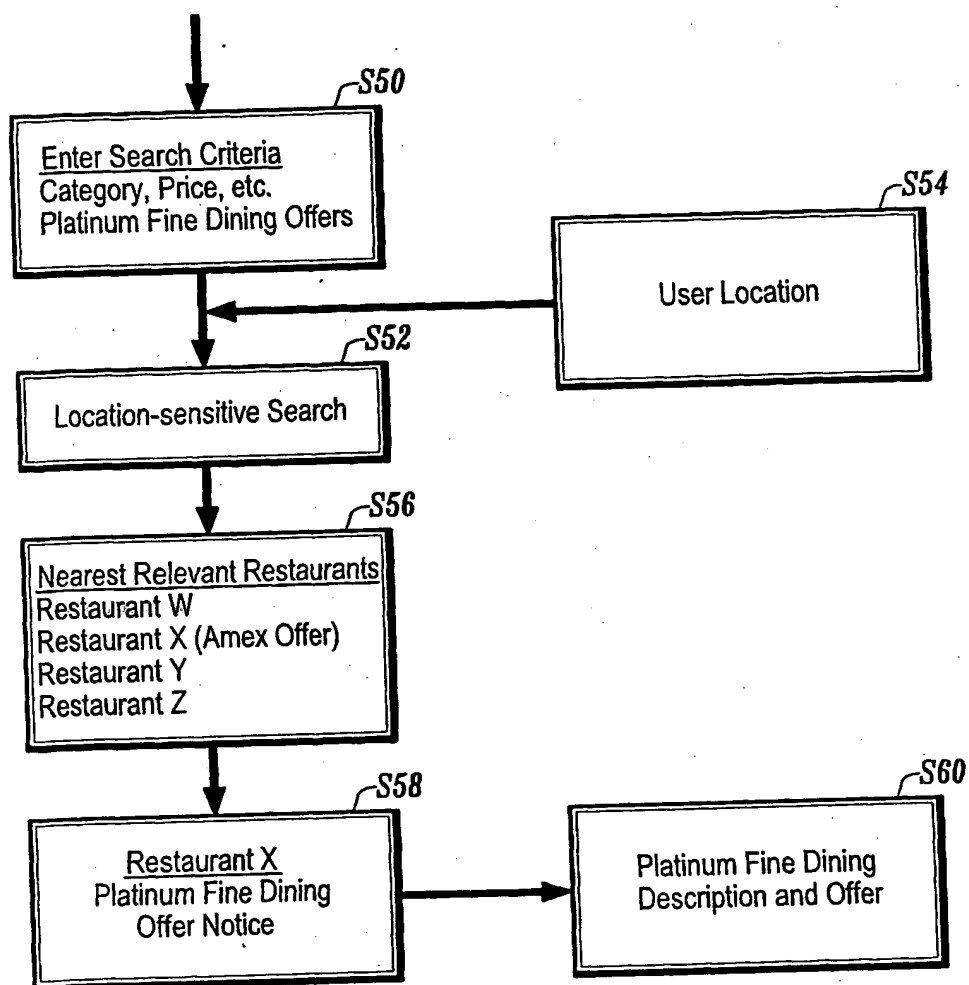 S50
Enter Search Criteria
Category, Price, etc.
Platinum Fine Dining Offers
S54
User Location
S52
Location-sensitive Search
S56
Nearest Relevant Restaurants
Restaurant W
Restaurant X (Amex Offer)
Restaurant Y
Restaurant Z
S58
Restaurant X
Platinum Fine Dining
Offer Notice
S60
Platinum Fine Dining
Description and Offer